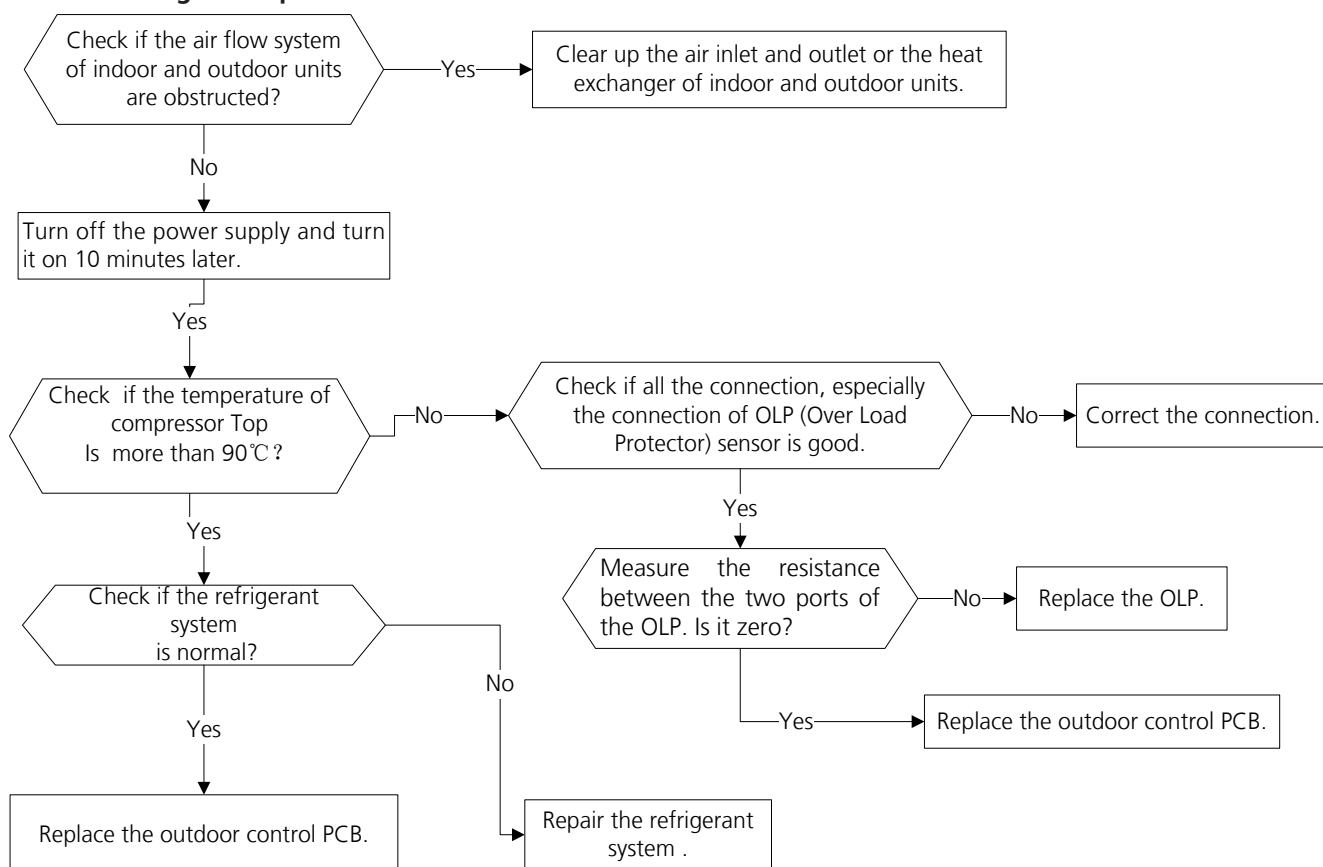 Check if the air flow system
of indoor and outdoor units
are obstructed?
Yes
Clear up the air inlet and outlet or the heat
exchanger of indoor and outdoor units.
No
Turn off the power supply and turn
it on 10 minutes later.
Yes
Check if the temperature of
compressor Top
Is more than 90℃?
No
Check if all the connection, especially
the connection of OLP (Over Load
Protector) sensor is good.
No
Correct the connection.
Yes
Yes
Measure the resistance
between the two ports of
the OLP. Is it zero?
No
Replace the OLP.
Check if the refrigerant
system
is normal?
No
Yes
Yes
Replace the outdoor control PCB.
Replace the outdoor control PCB.
Repair the refrigerant
system .